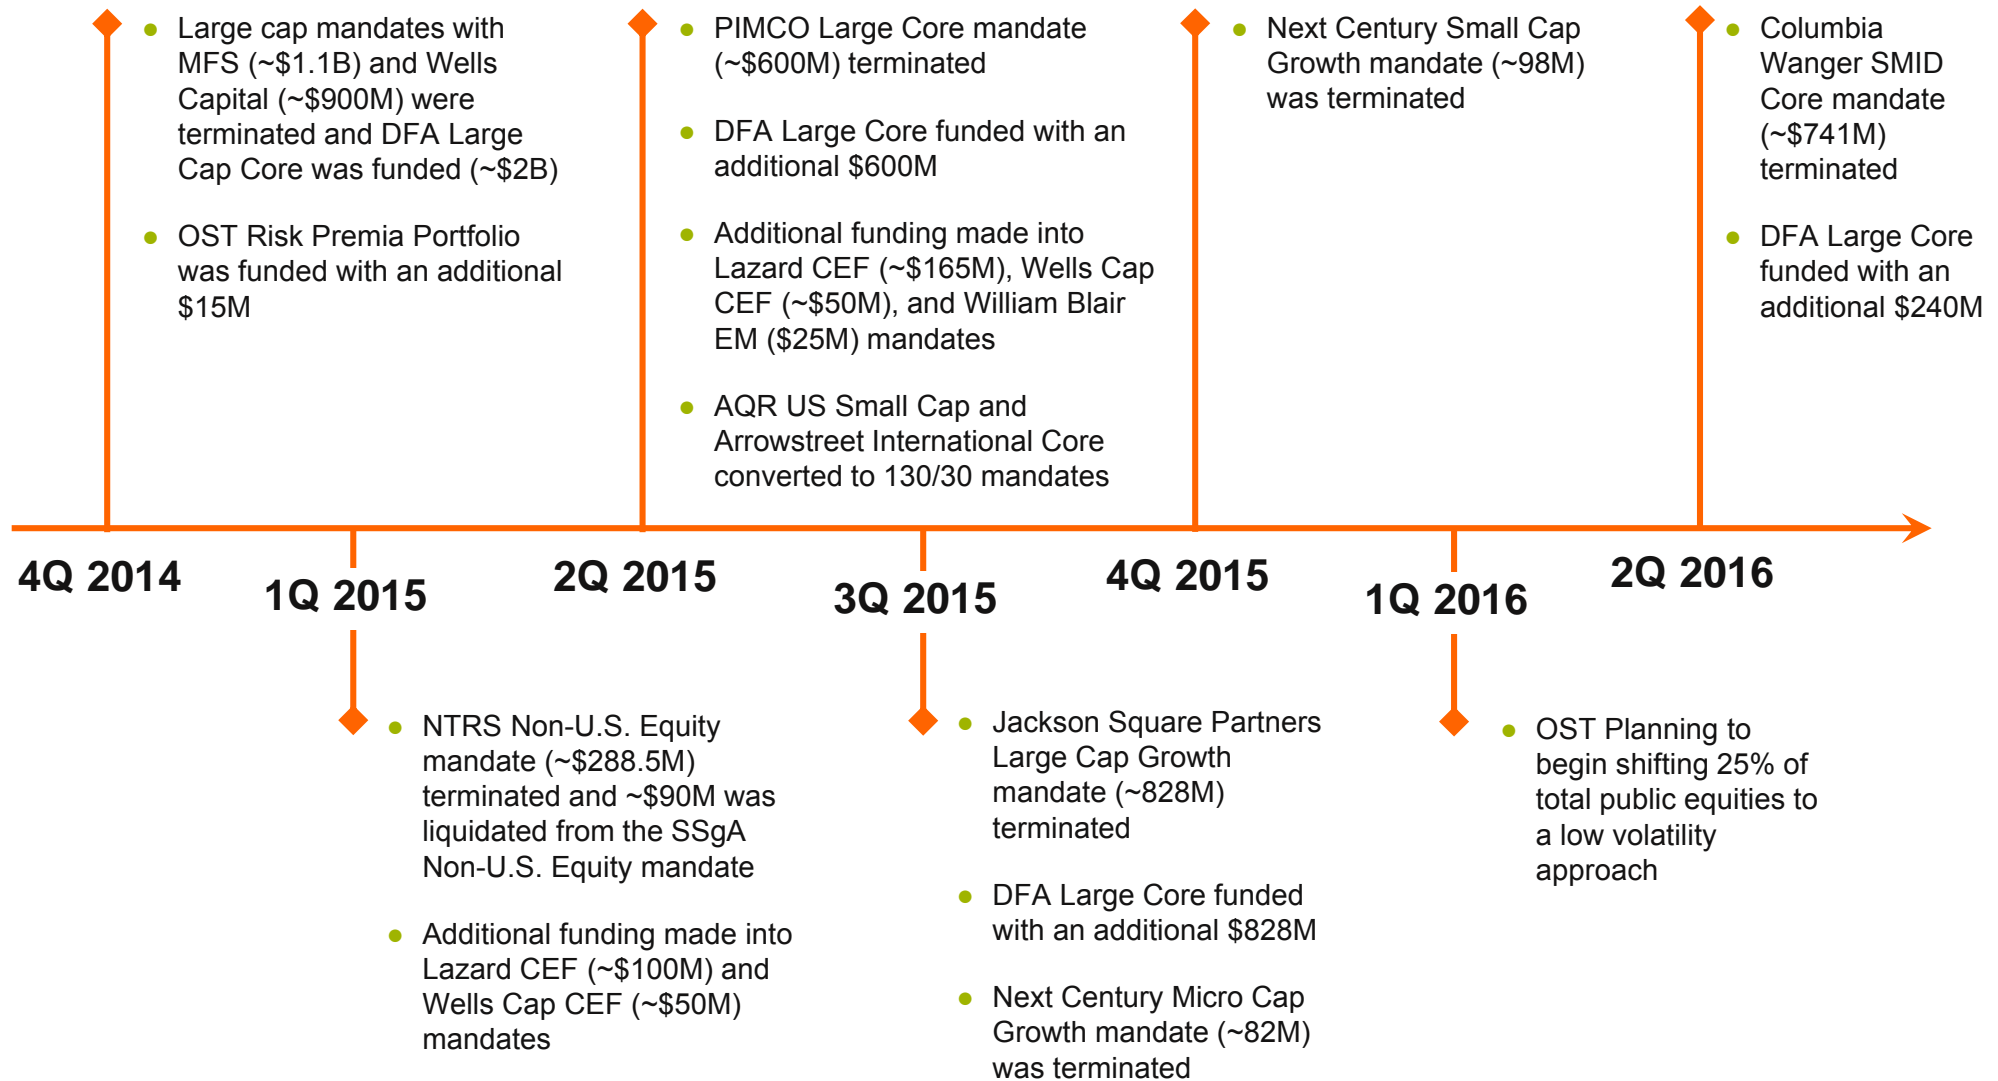 Large cap mandates with
MFS (~$1.1B) and Wells
Capital (~$900M) were
terminated and DFA Large
Cap Core was funded (~$2B)
OST Risk Premia Portfolio
was funded with an additional
$15M
PIMCO Large Core mandate
(~$600M) terminated
DFA Large Core funded with an
additional $600M
Additional funding made into
Lazard CEF (~$165M), Wells Cap
CEF (~$50M), and William Blair
EM ($25M) mandates
AQR US Small Cap and
Arrowstreet International Core
converted to 130/30 mandates
Next Century Small Cap
Growth mandate (~98M)
was terminated
Columbia
Wanger SMID
Core mandate
(~$741M)
terminated
DFA Large Core
funded with an
additional $240M
4Q 2014
1Q 2015
2Q 2015
3Q 2015
4Q 2015
1Q 2016
2Q 2016
NTRS Non-U.S. Equity
mandate (~$288.5M)
terminated and ~$90M was
liquidated from the SSgA
Non-U.S. Equity mandate
Additional funding made into
Lazard CEF (~$100M) and
Wells Cap CEF (~$50M)
mandates
Jackson Square Partners
Large Cap Growth
mandate (~828M)
terminated
DFA Large Core funded
with an additional $828M
Next Century Micro Cap
Growth mandate (~82M)
was terminated
OST Planning to
begin shifting 25% of
total public equities to
a low volatility
approach